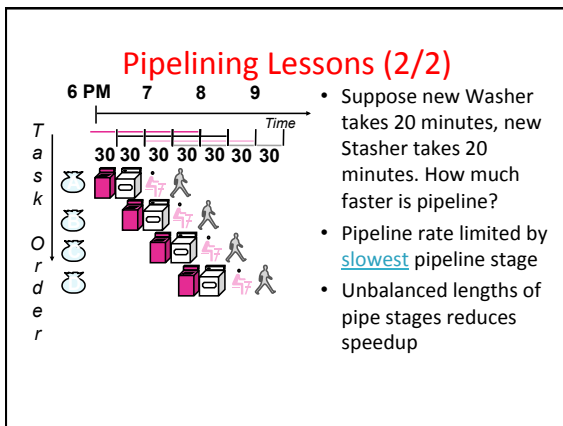 Pipelining Lessons (2/2)
6 PM 7 8 9
Time
30 30 30 30 30 30 30
Task Order
• Suppose new Washer
takes 20 minutes, new
Stasher takes 20
minutes. How much
faster is pipeline?
• Pipeline rate limited by
slowest pipeline stage
• Unbalanced lengths of
pipe stages reduces
speedup